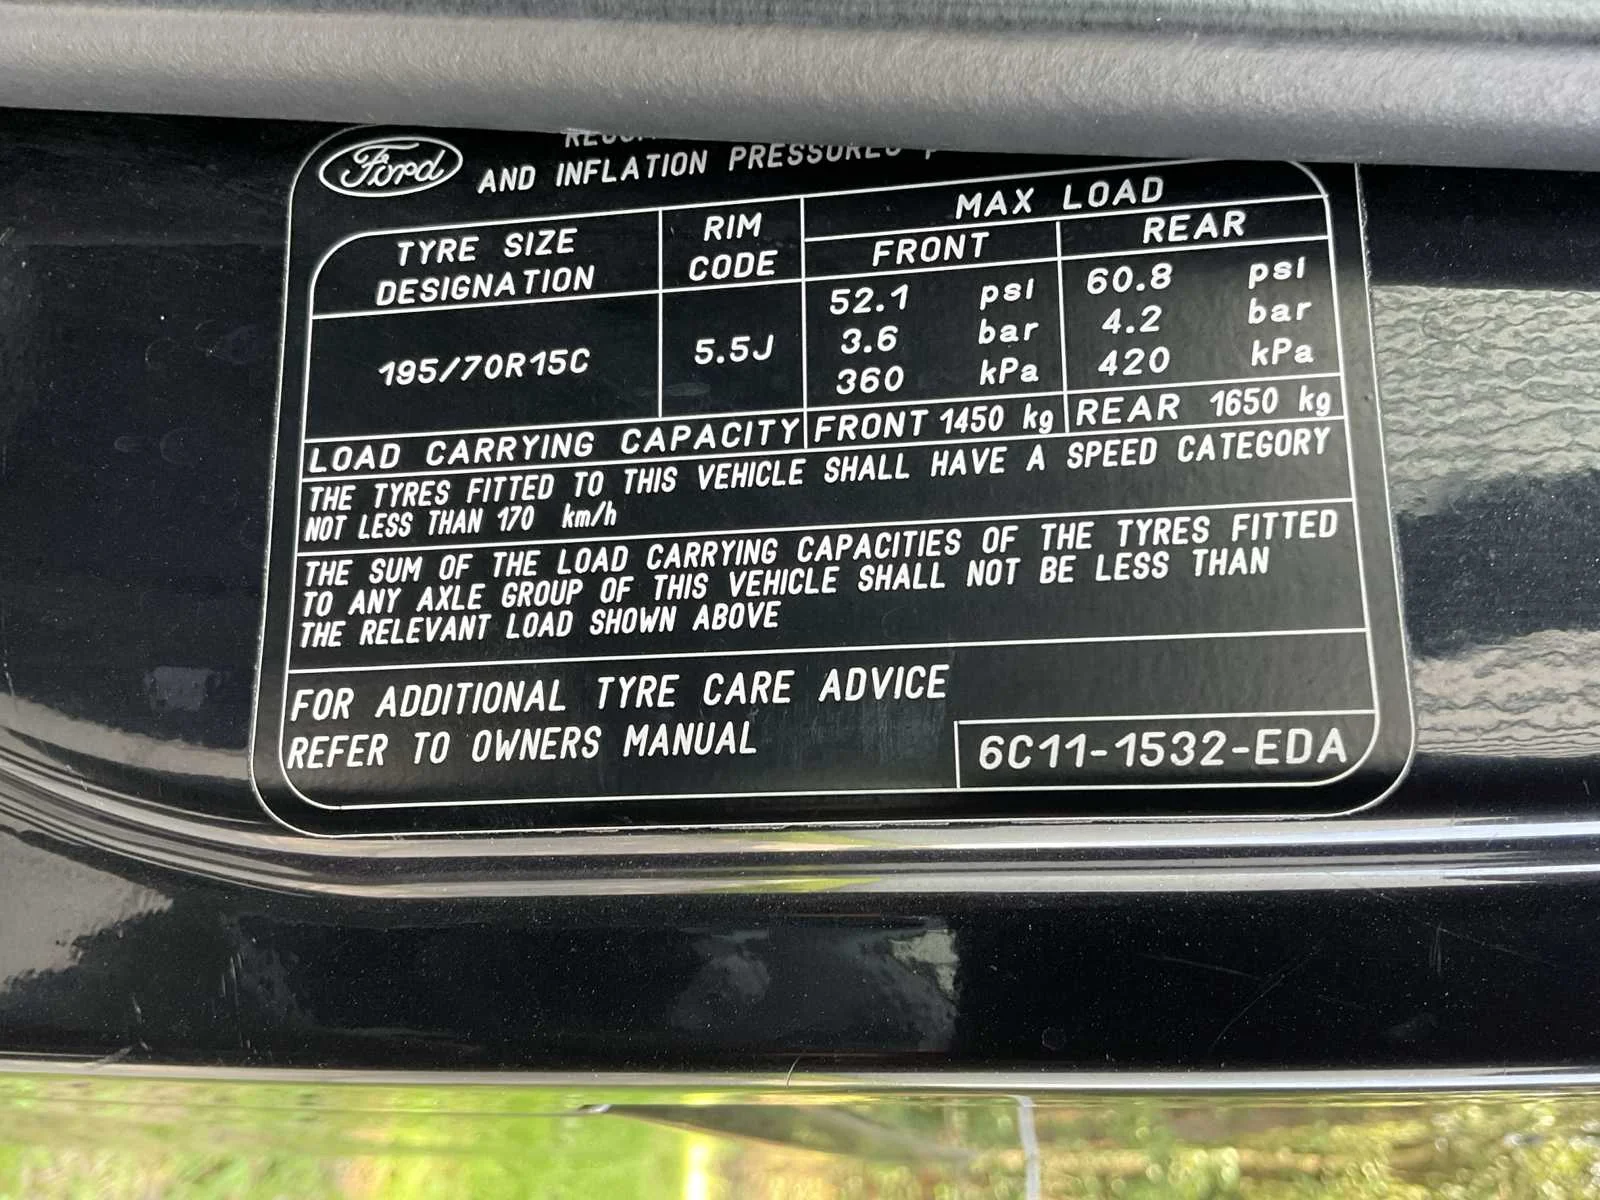 Ford
AND INFLATION PRESSURES
TYRE SIZE DESIGNATION
RIM CODE
MAX LOAD
FRONT
REAR
195/70R15C
5.5J
52.1 psi
3.6 bar
360 kPa
60.8 psi
4.2 bar
420 kPa
LOAD CARRYING CAPACITY FRONT 1450 kg REAR 1650 kg
THE TYRES FITTED TO THIS VEHICLE SHALL HAVE A SPEED CATEGORY
NOT LESS THAN 170 km/h
THE SUM OF THE LOAD CARRYING CAPACITIES OF THE TYRES FITTED
TO ANY AXLE GROUP OF THIS VEHICLE SHALL NOT BE LESS THAN
THE RELEVANT LOAD SHOWN ABOVE
FOR ADDITIONAL TYRE CARE ADVICE
REFER TO OWNERS MANUAL
6C11-1532-EDA